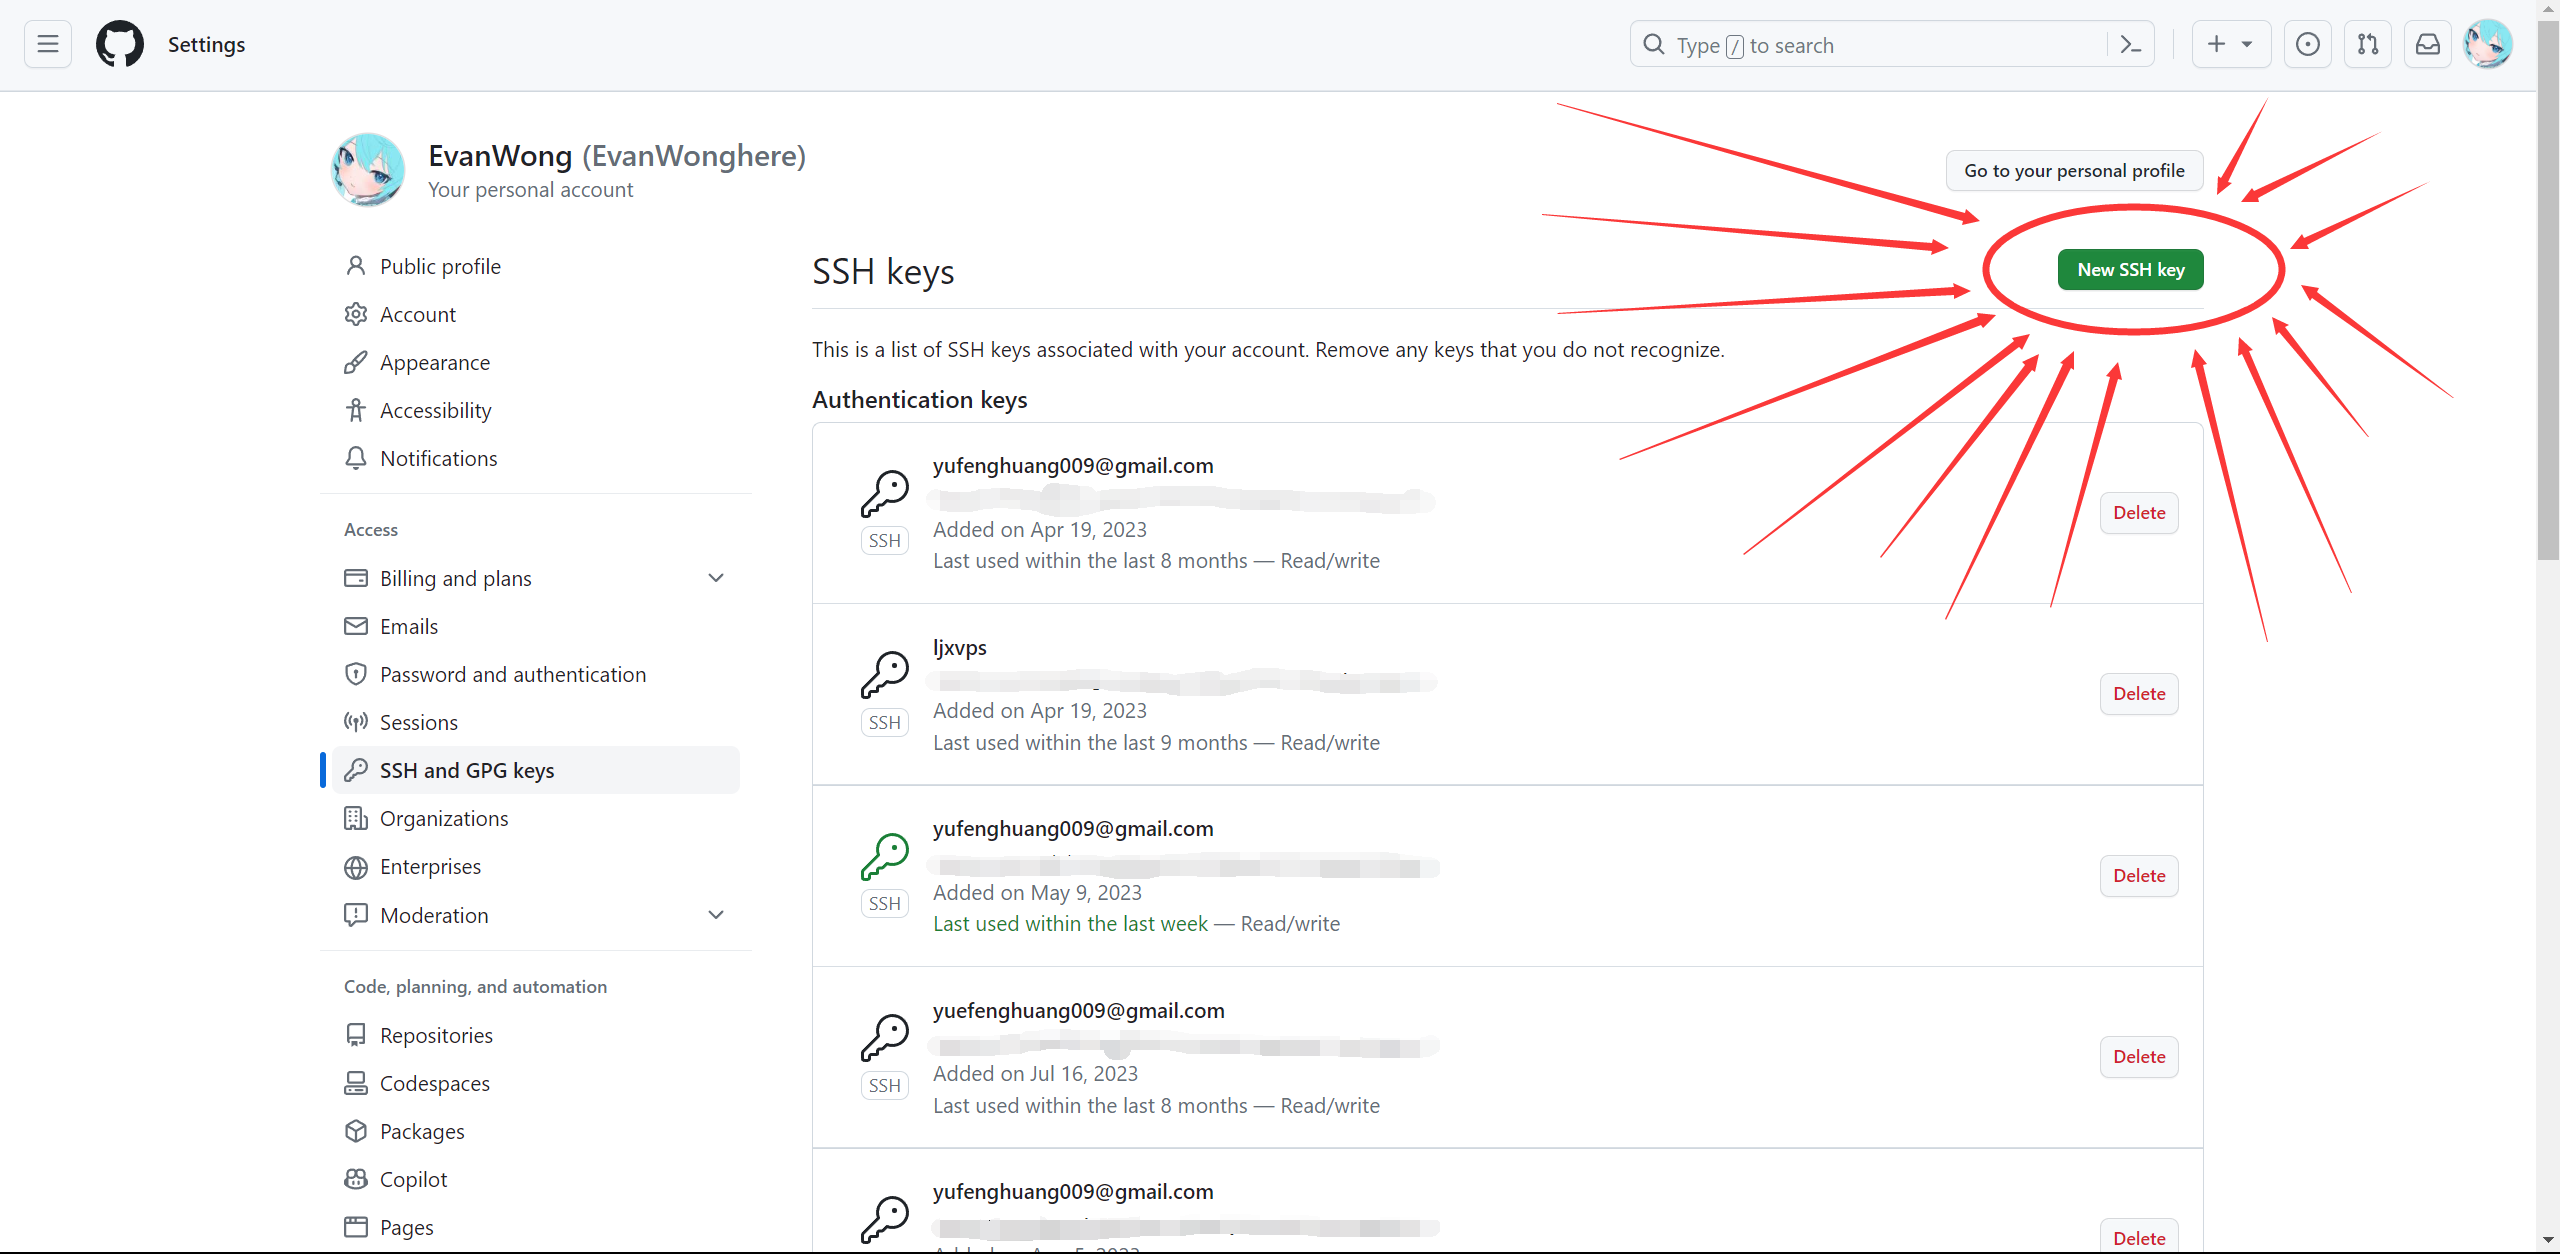 Settings
Type / to search
EvanWong (EvanWonghere)
Your personal account
Go to your personal profile
Public profile
Account
Appearance
Accessibility
Notifications
Access
Billing and plans
Emails
Password and authentication
Sessions
SSH and GPG keys
Organizations
Enterprises
Moderation
Code, planning, and automation
Repositories
Codespaces
Packages
Copilot
Pages
SSH keys
New SSH key
This is a list of SSH keys associated with your account. Remove any keys that you do not recognize.
Authentication keys
yufenghuang009@gmail.com
SSH
Added on Apr 19, 2023
Last used within the last 8 months — Read/write
Delete
ljxvps
SSH
Added on Apr 19, 2023
Last used within the last 9 months — Read/write
Delete
yufenghuang009@gmail.com
SSH
Added on May 9, 2023
Last used within the last week — Read/write
Delete
yuefenghuang009@gmail.com
SSH
Added on Jul 16, 2023
Last used within the last 8 months — Read/write
Delete
yufenghuang009@gmail.com
Delete